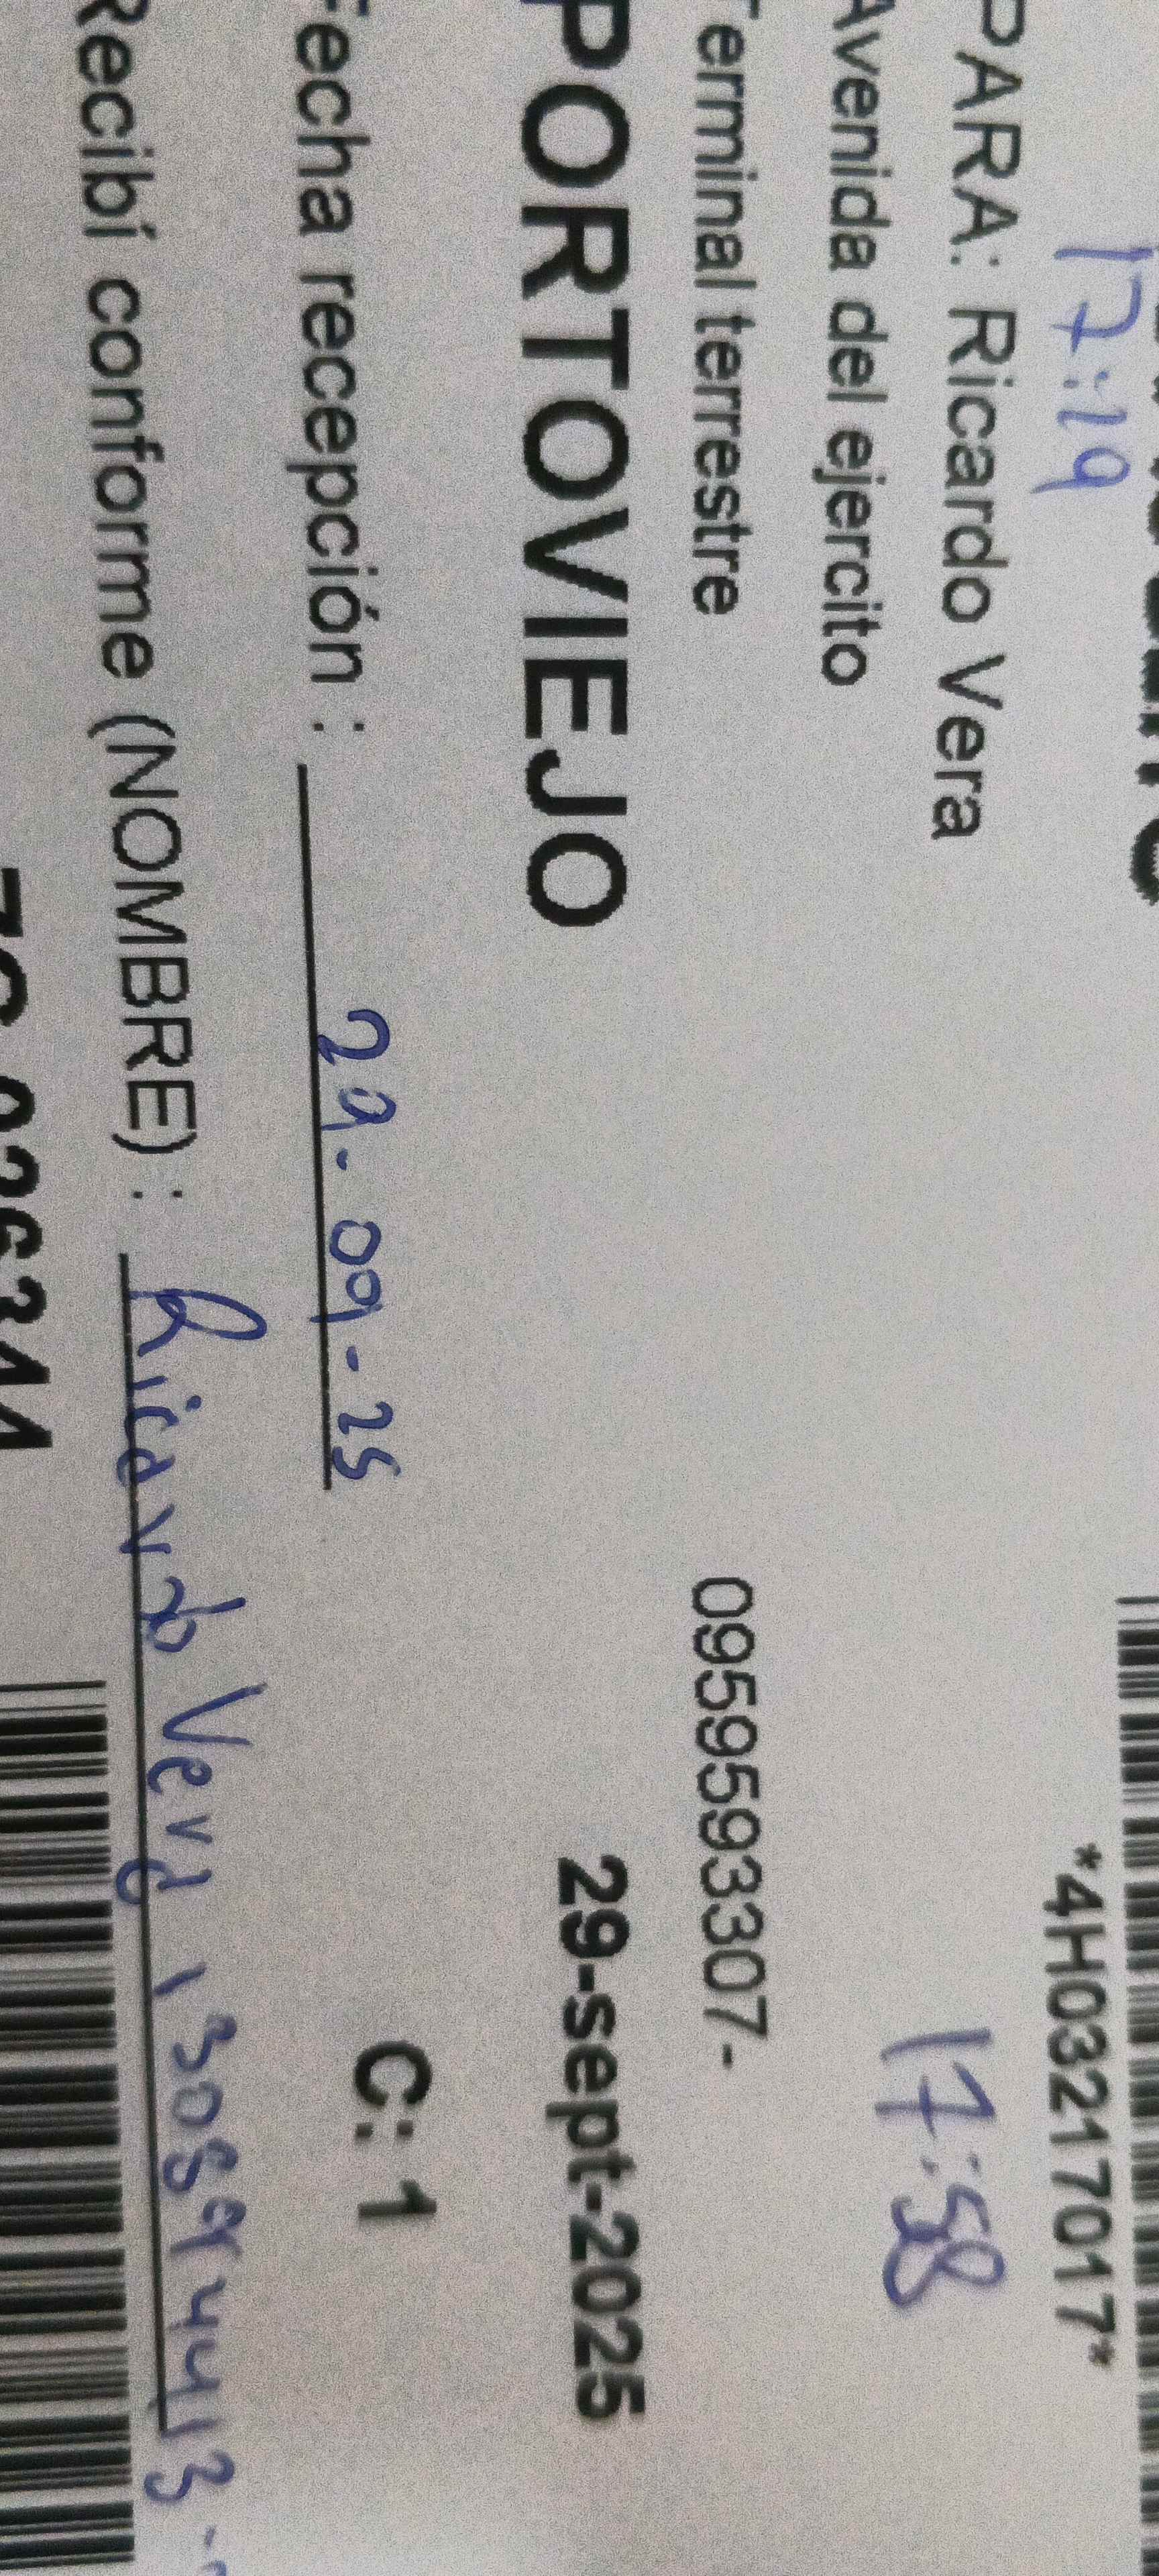 17:19
*4H03217017*
PARA: Ricardo Vera
17:58
Avenida del ejercito
Terminal terrestre 0959593307-
PORTOVIEJO 29-sept-2025
Fecha recepción : 29-09-25 C: 1
Recibí conforme (NOMBRE) : Ricardo Vera 130894413-